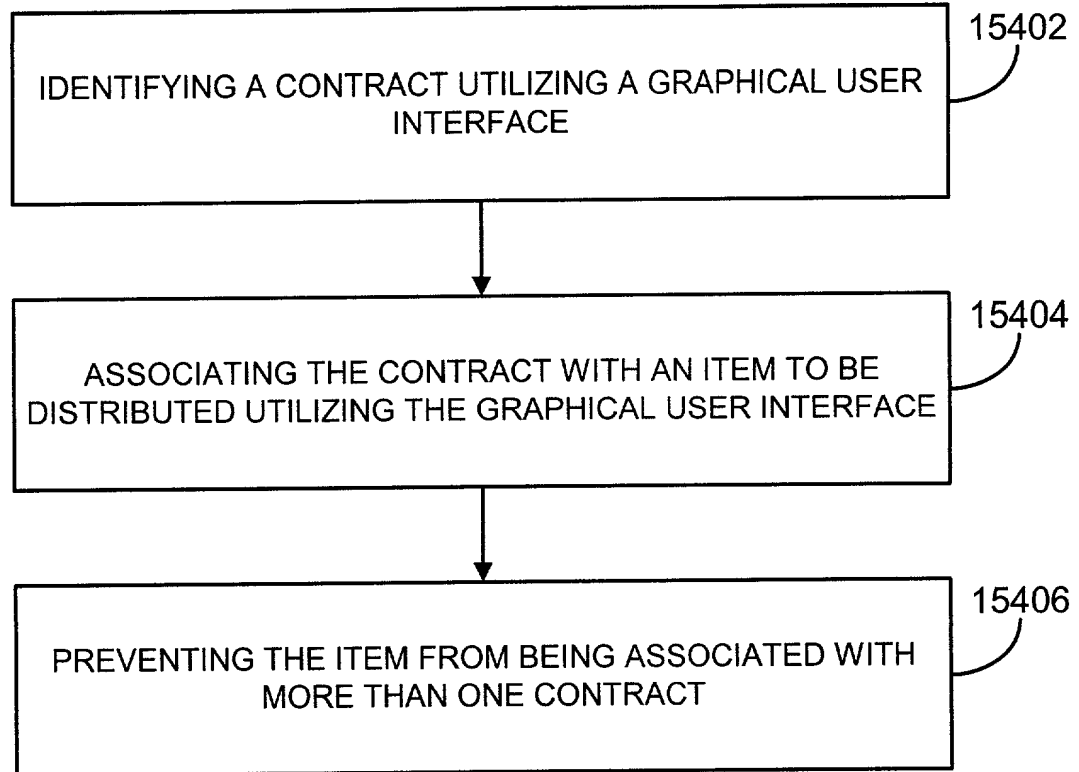 15402
IDENTIFYING A CONTRACT UTILIZING A GRAPHICAL USER
INTERFACE
15404
ASSOCIATING THE CONTRACT WITH AN ITEM TO BE
DISTRIBUTED UTILIZING THE GRAPHICAL USER INTERFACE
15406
PREVENTING THE ITEM FROM BEING ASSOCIATED WITH
MORE THAN ONE CONTRACT